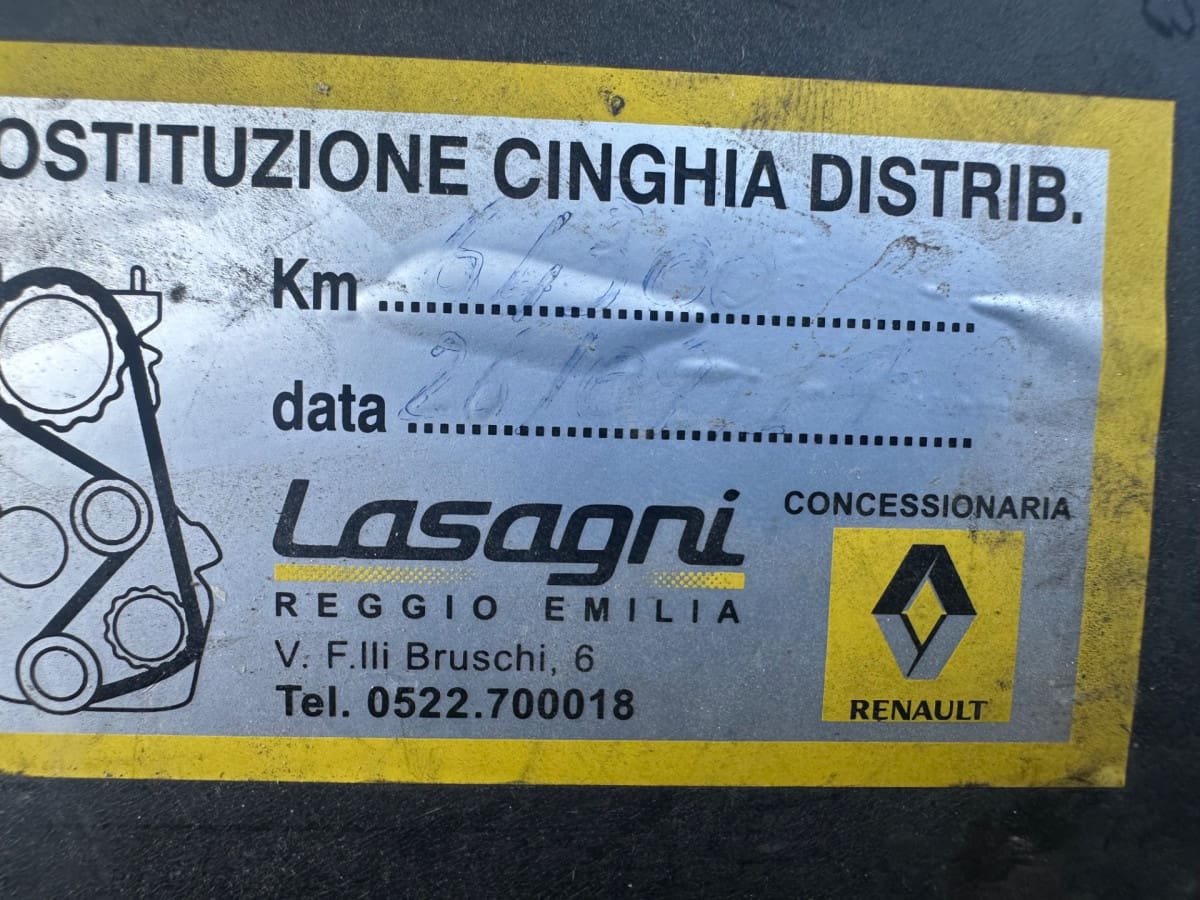 OSTITUZIONE CINGHIA DISTRIB.
Km
data
Lasagni
CONCESSIONARIA
REGGIO EMILIA
V. F.lli Bruschi, 6
Tel. 0522.700018
RENAULT